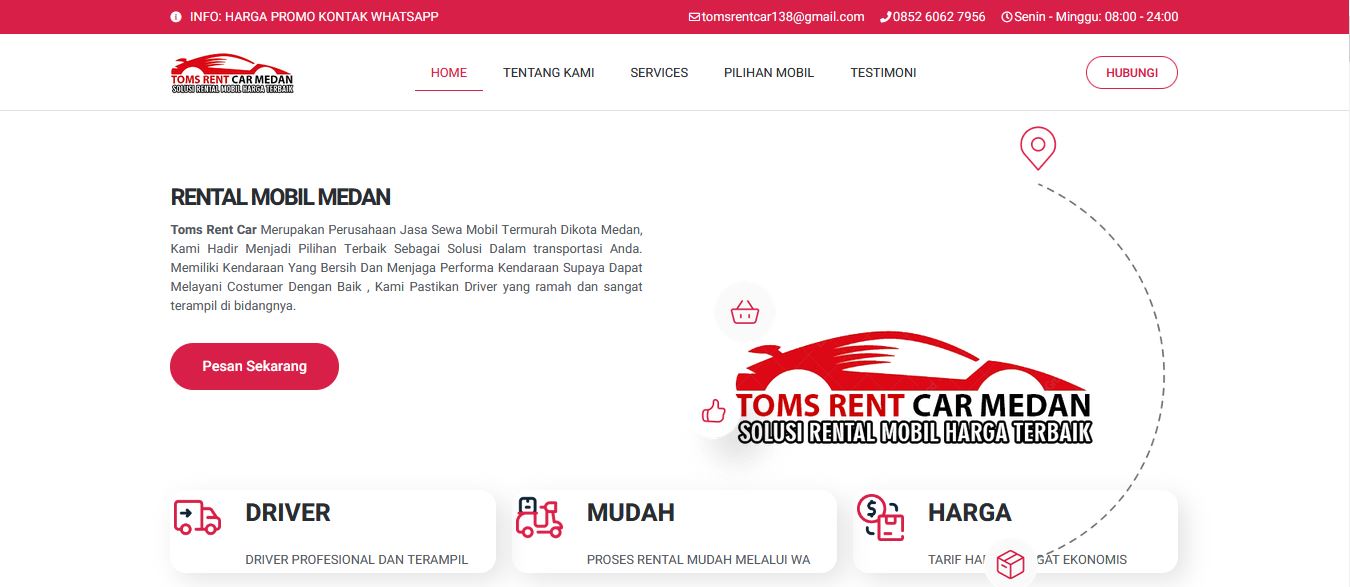 INFO: HARGA PROMO KONTAK WHATSAPP
tomsrentcar138@gmail.com
0852 6062 7956
Senin - Minggu: 08:00 - 24:00
TOMS RENT CAR MEDAN
SOLUSI RENTAL MOBIL HARGA TERBAIK
HOME
TENTANG KAMI
SERVICES
PILIHAN MOBIL
TESTIMONI
HUBUNGI
RENTAL MOBIL MEDAN
Toms Rent Car Merupakan Perusahaan Jasa Sewa Mobil Termurah Dikota Medan,
Kami Hadir Menjadi Pilihan Terbaik Sebagai Solusi Dalam transportasi Anda.
Memiliki Kendaraan Yang Bersih Dan Menjaga Performa Kendaraan Supaya Dapat
Melayani Costumer Dengan Baik , Kami Pastikan Driver yang ramah dan sangat
terampil di bidangnya.
Pesan Sekarang
TOMS RENT CAR MEDAN
SOLUSI RENTAL MOBIL HARGA TERBAIK
DRIVER
DRIVER PROFESIONAL DAN TERAMPIL
MUDAH
PROSES RENTAL MUDAH MELALUI WA
HARGA
TARIF EKONOMIS